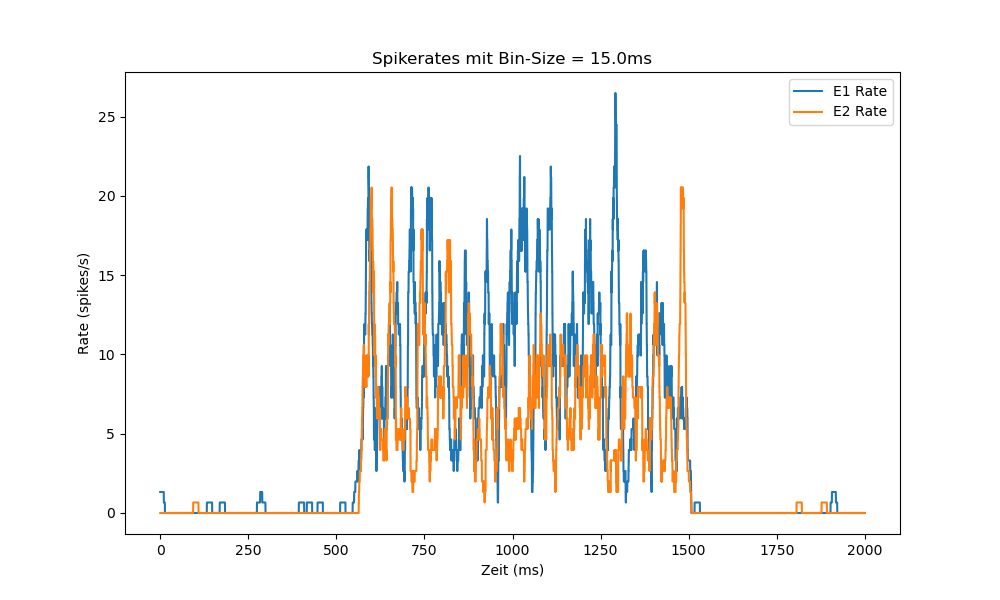 Spikerates mit Bin-Size = 15.0ms
E1 Rate
E2 Rate
Rate (spikes/s)
25
20
15
10
5
0
0 250 500 750 1000 1250 1500 1750 2000
Zeit (ms)